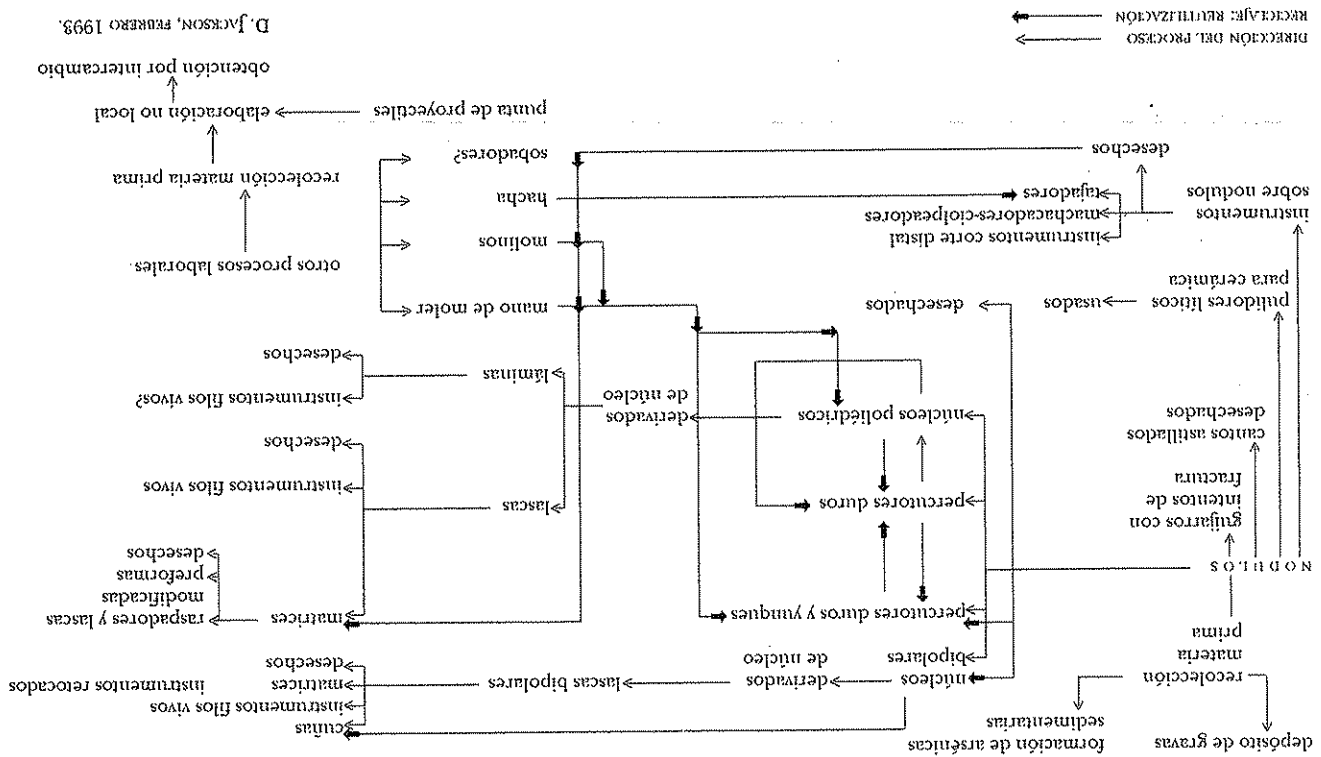 depósito de gravas
formación de arsénicas
sedimentarias
recolección
materia
prima
NODULOS
guijarros con
intentos de
fractura
cantos astillados
desechados
pulidores líticos
para cerámica
usados
instrumentos
sobre nodulos
instrumentos corte distal
machacadores-ciolpeadores
tajadores
desechos
núcleos
bipolares
derivados
de núcleo
lascas bipolares
cuñas
instrumentos filos vivos
matrices
instrumentos retocados
desechos
percutores duros y yunques
percutores duros
núcleos poliédricos
desechados
derivados
de núcleo
lascas
matrices
raspadores y lascas
modificadas
preformas
desechos
instrumentos filos vivos
desechos
láminas
instrumentos filos vivos?
desechos
mano de moler
molinos
hacha
sobadores?
otros procesos laborales.
recolección materia prima
punta de proyectiles
elaboración no local
obtención por intercambio
DIRECCIÓN DEL PROCESO
RECICLAJE: REUTILIZACIÓN
D. JACKSON, FEBRERO 1993.